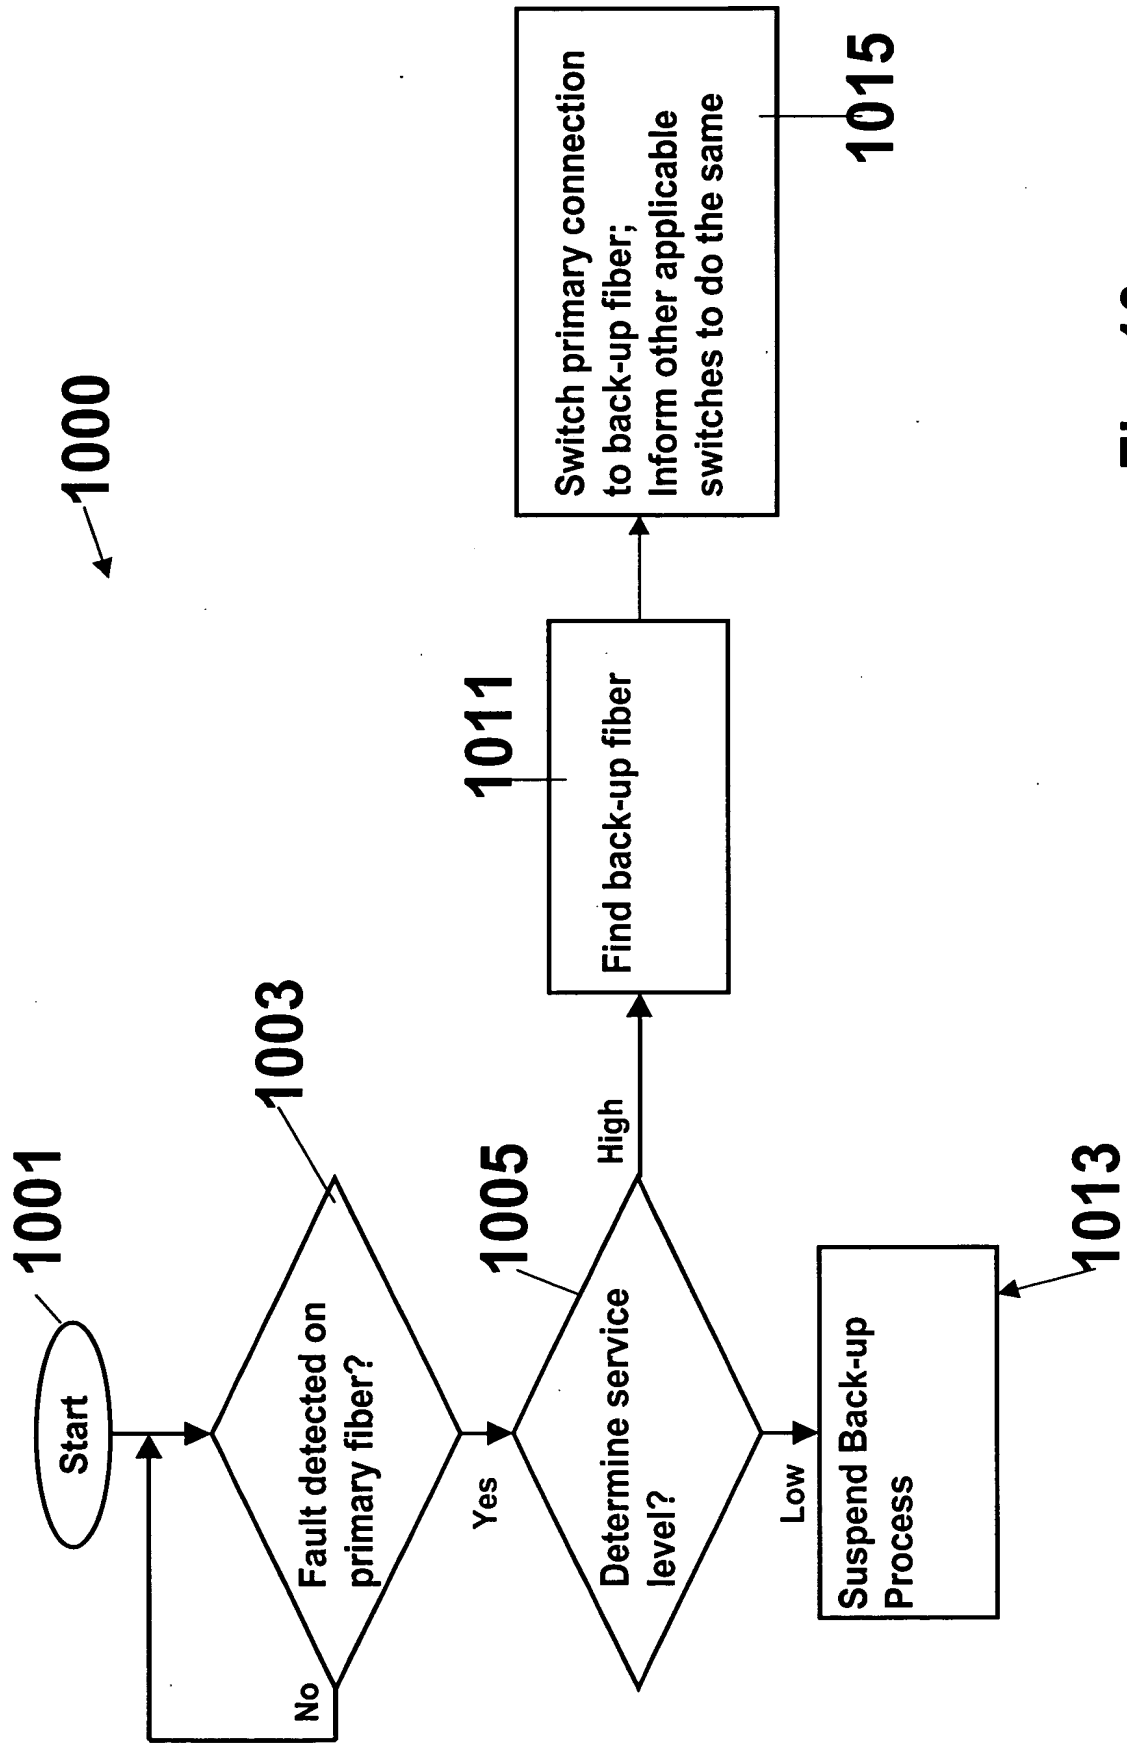 1000
1001
Start
1003
Fault detected on
primary fiber?
No
Yes
1005
Determine service
level?
High
Low
1011
Find back-up fiber
Switch primary connection
to back-up fiber;
Inform other applicable
switches to do the same
1015
Suspend Back-up
Process
1013